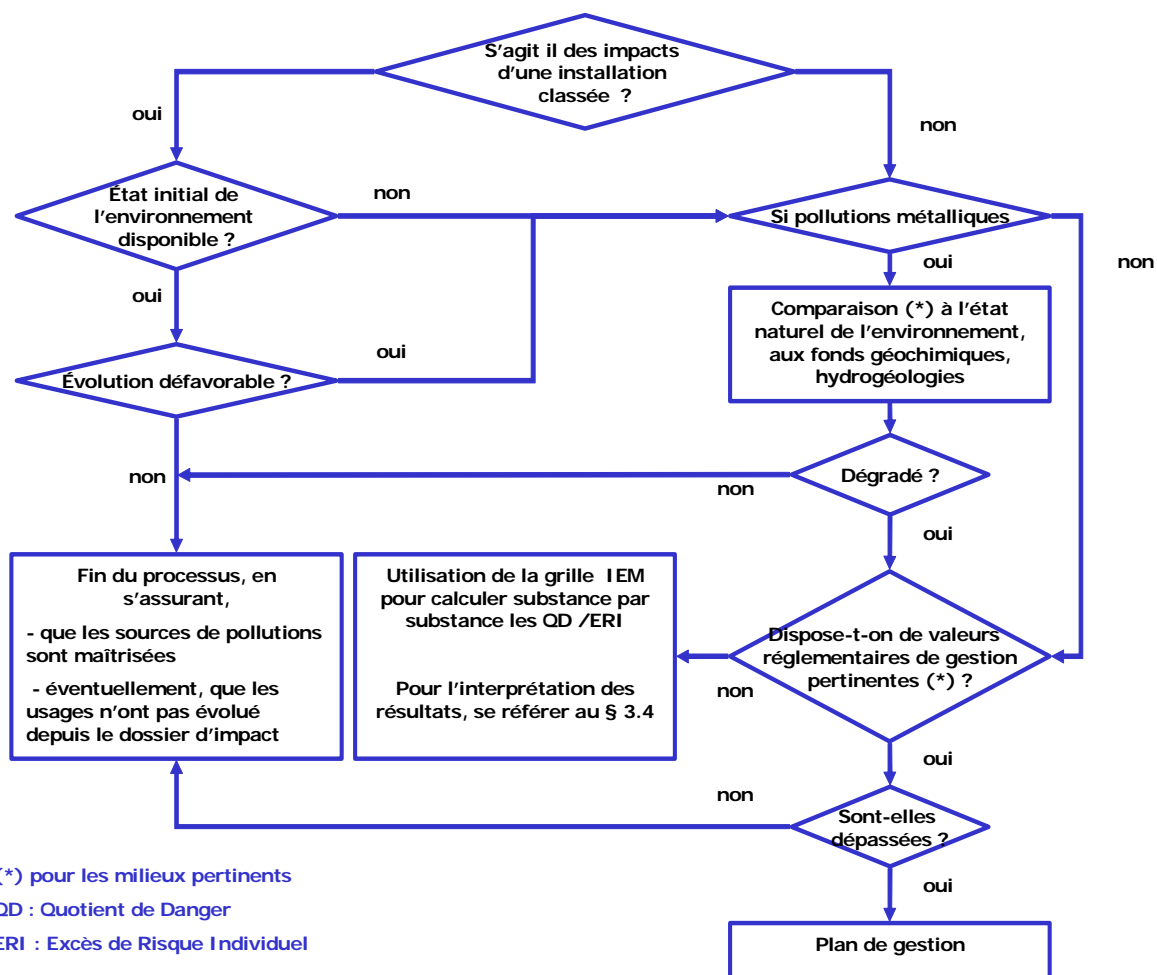 S'agit il des impacts
d'une installation
classée ?
oui
non
État initial de
l'environnement
disponible ?
non
Si pollutions métalliques
oui
non
oui
Comparaison (*) à l'état
naturel de l'environnement,
aux fonds géochimiques,
hydrogéologies
Évolution défavorable ?
oui
non
Dégradé ?
non
oui
Fin du processus, en
s'assurant,
- que les sources de pollutions
sont maîtrisées
- éventuellement, que les
usages n'ont pas évolué
depuis le dossier d'impact
Utilisation de la grille IEM
pour calculer substance par
substance les QD /ERI
Pour l'interprétation des
résultats, se référer au § 3.4
Dispose-t-on de valeurs
réglementaires de gestion
pertinentes (*) ?
non
oui
non
Sont-elles
dépassées ?
oui
(*) pour les milieux pertinents
QD : Quotient de Danger
ERI : Excès de Risque Individuel
Plan de gestion